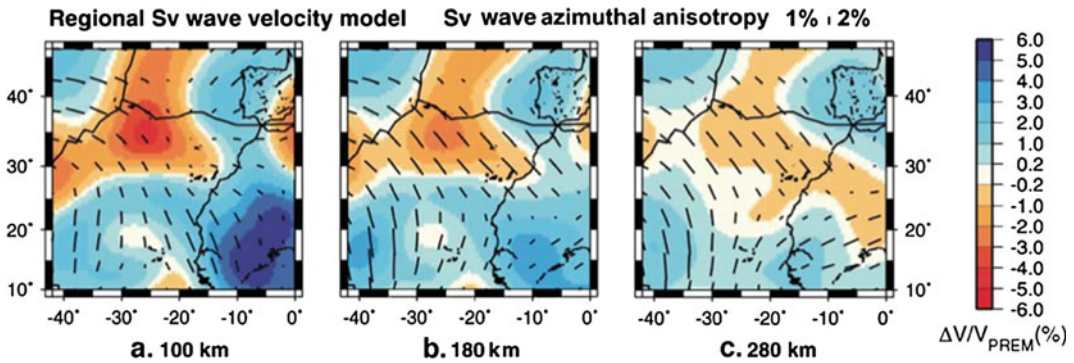 Regional Sv wave velocity model
Sv wave azimuthal anisotropy 1% 2%
40˚
30˚
20˚
10˚
-40˚ -30˚ -20˚ -10˚ 0˚
a. 100 km
-40˚ -30˚ -20˚ -10˚ 0˚
b. 180 km
-40˚ -30˚ -20˚ -10˚ 0˚
c. 280 km
40˚
30˚
20˚
10˚
6.0
5.0
4.0
3.0
2.0
1.0
0.2
-0.2
-1.0
-2.0
-3.0
-4.0
-5.0
-6.0
ΔV/VPREM(%)